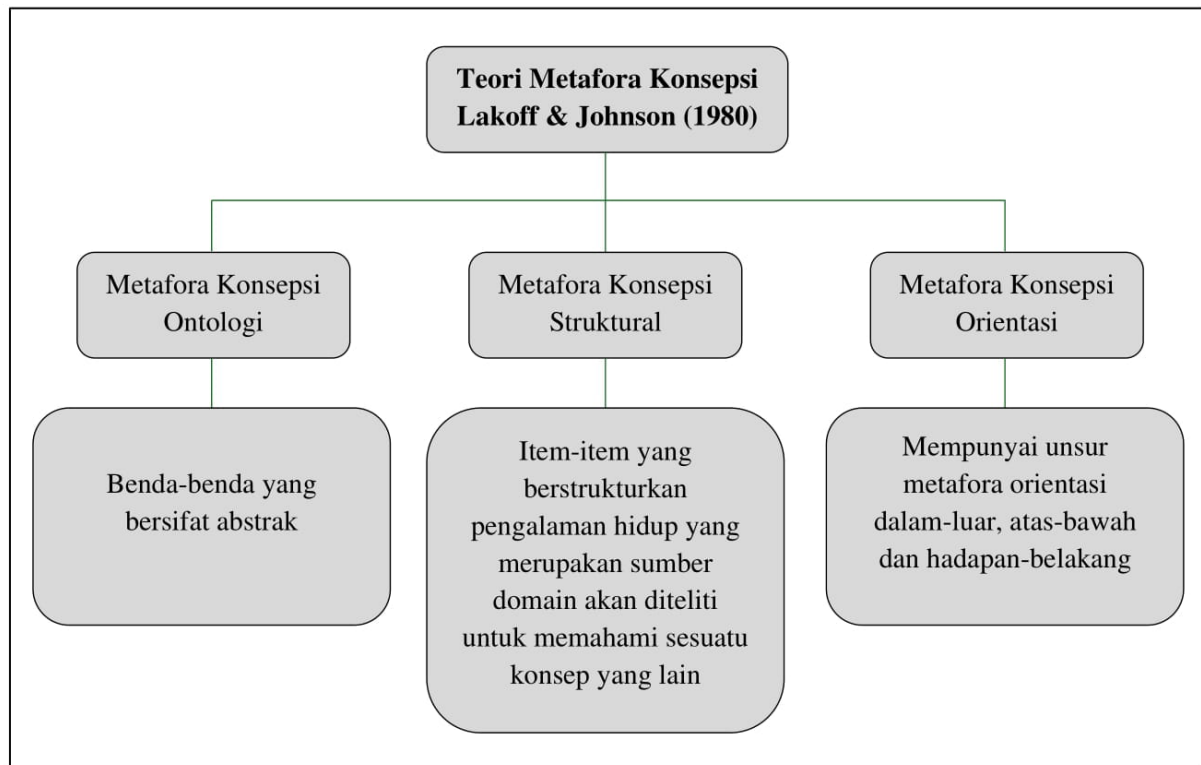 Teori Metafora Konsepsi
Lakoff & Johnson (1980)
Metafora Konsepsi
Ontologi
Metafora Konsepsi
Struktural
Metafora Konsepsi
Orientasi
Benda-benda yang
bersifat abstrak
Item-item yang
berstrukturkan
pengalaman hidup yang
merupakan sumber
domain akan diteliti
untuk memahami sesuatu
konsep yang lain
Mempunyai unsur
metafora orientasi
dalam-luar, atas-bawah
dan hadapan-belakang